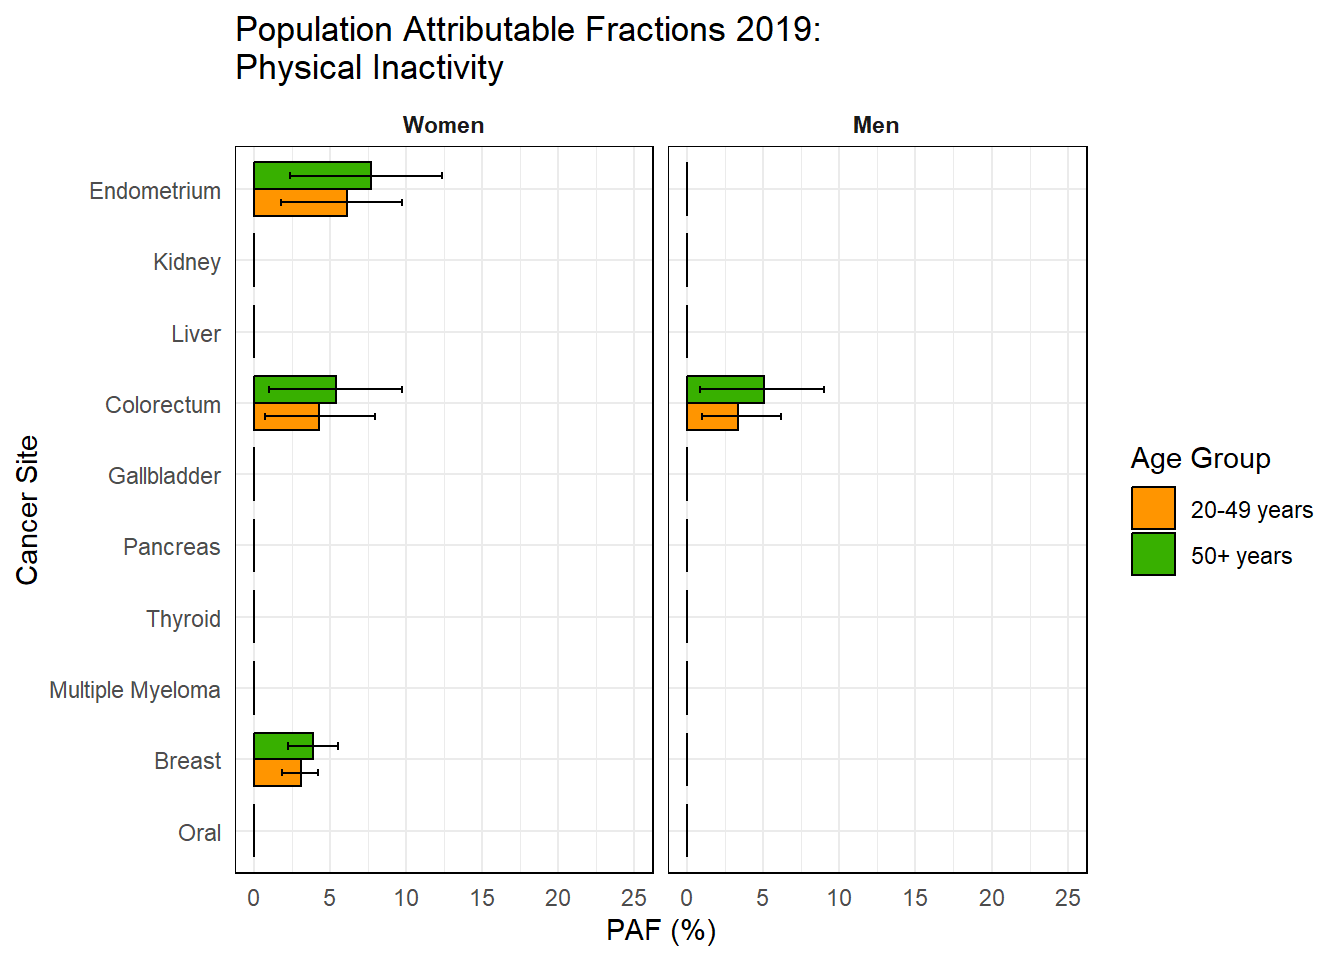 Population Attributable Fractions 2019:
Physical Inactivity
Women
Men
Cancer Site
Endometrium
Kidney
Liver
Colorectum
Gallbladder
Pancreas
Thyroid
Multiple Myeloma
Breast
Oral
0 5 10 15 20 25
0 5 10 15 20 25
PAF (%)
Age Group
20-49 years
50+ years